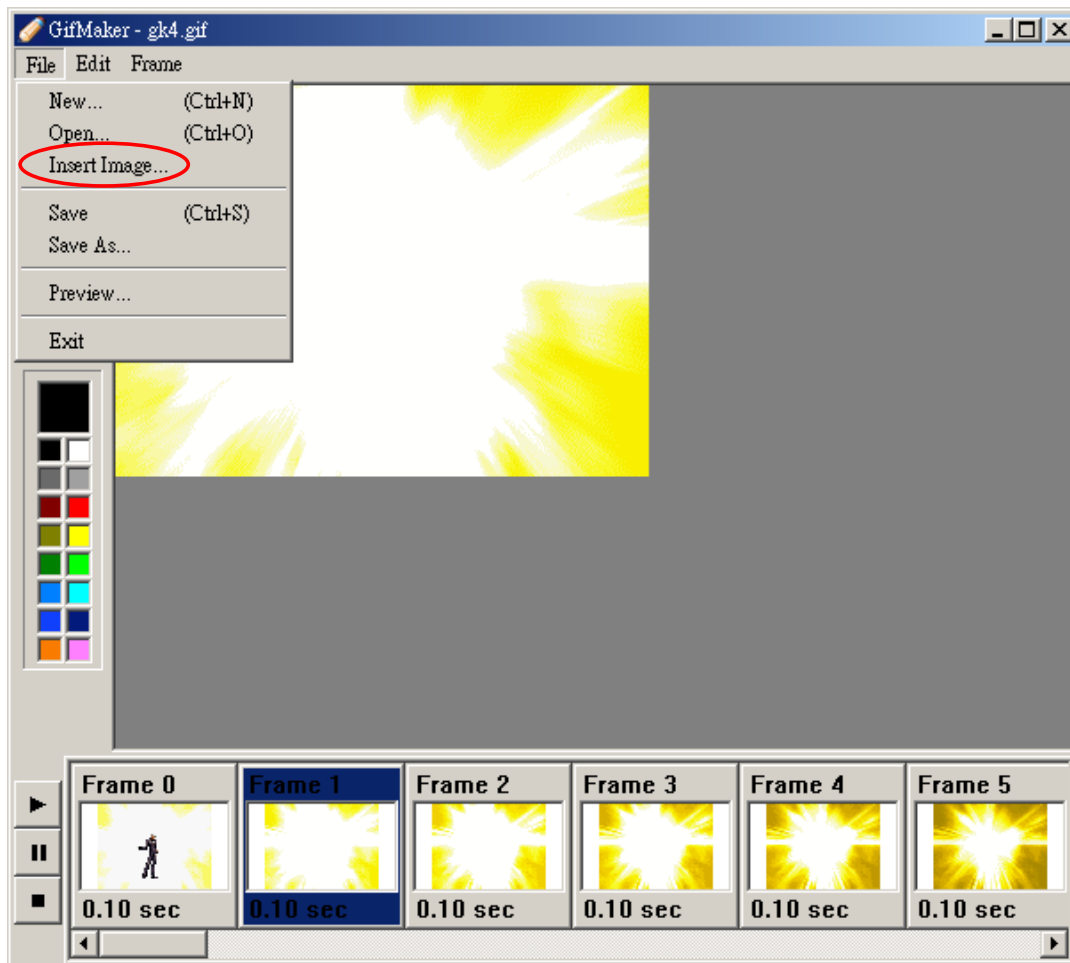 GifMaker - gk4.gif
File Edit Frame
New... (Ctrl+N)
Open... (Ctrl+O)
Insert Image...
Save (Ctrl+S)
Save As...
Preview...
Exit
Frame 0 Frame 1 Frame 2 Frame 3 Frame 4 Frame 5
0.10 sec 0.10 sec 0.10 sec 0.10 sec 0.10 sec 0.10 sec